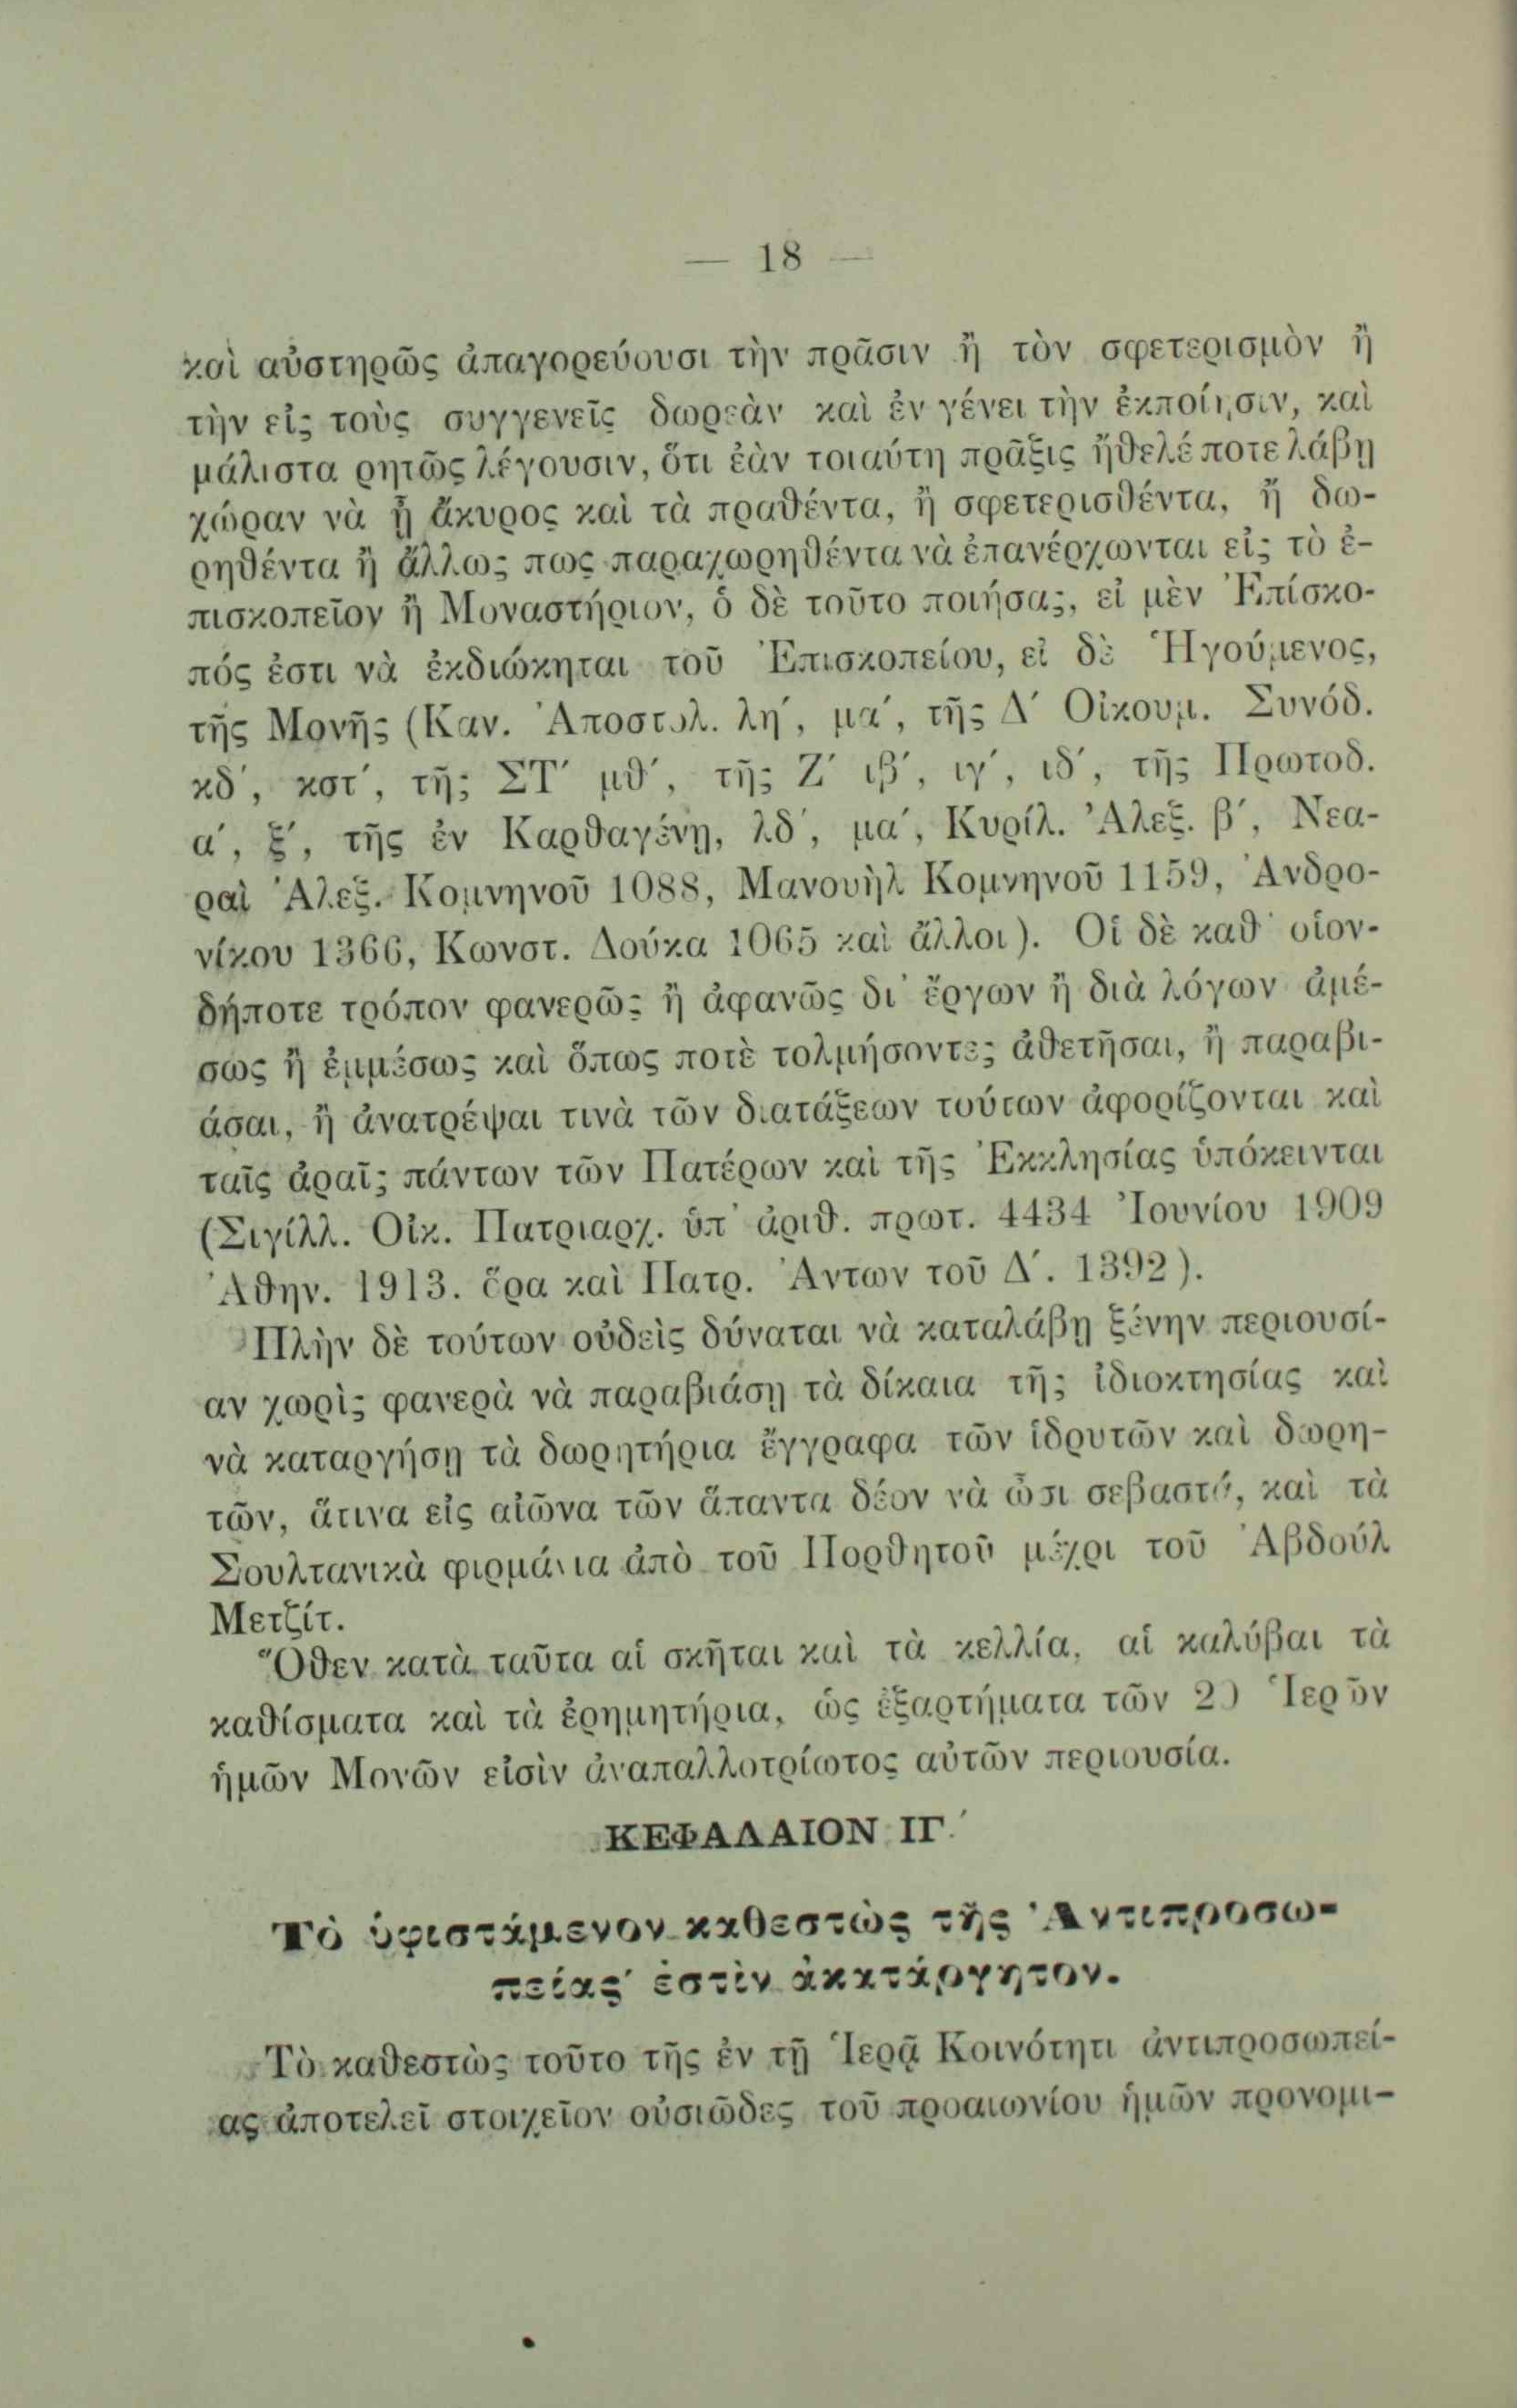 — 18 —
καὶ αὐστηρῶς ἀπαγορεύουσι τὴν πρᾶσιν ἢ τὸν σφετερισμὸν ἢ
τὴν εἰς τοὺς συγγενεῖς δωρεὰν καὶ ἐν γένει τὴν ἐκποίησιν, καὶ
μάλιστα ρητῶς λέγουσιν, ὅτι ἐὰν τοιαύτη πρᾶξις ἤθελέ ποτε λάβῃ
χώραν νὰ ᾖ ἄκυρος καὶ τὰ πραθέντα, ἢ σφετερισθέντα, ἢ δω-
ρηθέντα ἢ ἄλλως πως παραχωρηθέντα νὰ ἐπανέρχωνται εἰς τὸ ἐ-
πισκοπεῖον ἢ Μοναστήριον, ὁ δὲ τοῦτο ποιήσας, εἰ μὲν Ἐπίσκο-
πός ἐστι νὰ ἐκδιώκηται τοῦ Ἐπισκοπείου, εἰ δὲ Ἡγούμενος,
τῆς Μονῆς (Καν. Ἀποστολ. λη΄, μα΄, τῆς Δ΄ Οἰκουμ. Συνόδ.
κδ΄, κστ΄, τῆς ΣΤ΄ μθ΄, τῆς Ζ΄ ιβ΄, ιγ΄, ιδ΄, τῆς Πρωτοδ.
α΄, ξ΄, τῆς ἐν Καρθαγένῃ, λδ΄, μα΄, Κυρίλ. Ἀλεξ. β΄, Νεα-
ραὶ Ἀλεξ. Κομνηνοῦ 1088, Μανουὴλ Κομνηνοῦ 1159, Ἀνδρο-
νίκου 1366, Κωνστ. Δούκα 1065 καὶ ἄλλοι). Οἱ δὲ καθ᾽ οἷον-
δήποτε τρόπον φανερῶς ἢ ἀφανῶς δι᾽ ἔργων ἢ διὰ λόγων ἀμέ-
σως ἢ ἐμμέσως καὶ ὅπως ποτὲ τολμήσοντες ἀθετῆσαι, ἢ παραβι-
άσαι, ἢ ἀνατρέψαι τινὰ τῶν διατάξεων τούτων ἀφορίζονται καὶ
ταῖς ἀραῖς πάντων τῶν Πατέρων καὶ τῆς Ἐκκλησίας ὑπόκεινται
(Σιγίλλ. Οἰκ. Πατριαρχ. ὑπ᾽ ἀριθ. πρωτ. 4434 Ἰουνίου 1909
Ἀθην. 1913. ὅρα καὶ Πατρ. Ἀντων τοῦ Δ΄. 1392).
Πλὴν δὲ τούτων οὐδεὶς δύναται νὰ καταλάβῃ ξένην περιουσί-
αν χωρὶς φανερὰ νὰ παραβιάσῃ τὰ δίκαια τῆς ἰδιοκτησίας καὶ
νὰ καταργήσῃ τὰ δωρητήρια ἔγγραφα τῶν ἱδρυτῶν καὶ δωρη-
τῶν, ἅτινα εἰς αἰῶνα τῶν ἅπαντα δέον νὰ ὦσι σεβαστά, καὶ τὰ
Σουλτανικὰ φιρμάνια ἀπὸ τοῦ Πορθητοῦ μέχρι τοῦ Ἀβδούλ
Μετζίτ.
Ὅθεν κατὰ ταῦτα αἱ σκῆται καὶ τὰ κελλία, αἱ καλύβαι τὰ
καθίσματα καὶ τὰ ἐρημητήρια, ὡς ἐξαρτήματα τῶν 20 Ἱερῶν
ἡμῶν Μονῶν εἰσὶν ἀναπαλλοτρίωτος αὐτῶν περιουσία.
ΚΕΦΑΛΑΙΟΝ ΙΓ.΄
Τὸ ὑφιστάμενον καθεστὼς τῆς Ἀντιπροσω-
πείας ἐστὶν ἀκατάργητον.
Τὸ καθεστὼς τοῦτο τῆς ἐν τῇ Ἱερᾷ Κοινότητι ἀντιπροσωπεί-
ας ἀποτελεῖ στοιχεῖον οὐσιῶδες τοῦ προαιωνίου ἡμῶν προνομι-